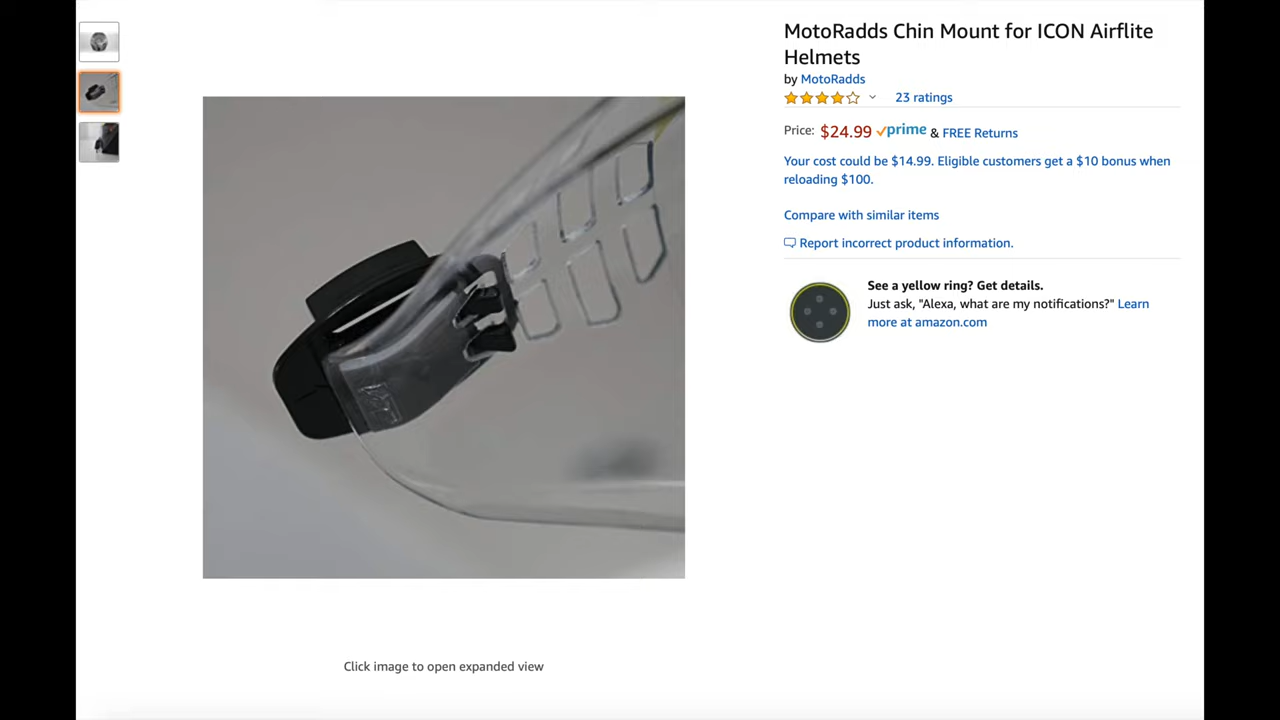 MotoRadds Chin Mount for ICON Airflite
Helmets
by MotoRadds
23 ratings
Price: $24.99 prime & FREE Returns
Your cost could be $14.99. Eligible customers get a $10 bonus when
reloading $100.
Compare with similar items
Report incorrect product information.
See a yellow ring? Get details.
Just ask, "Alexa, what are my notifications?" Learn
more at amazon.com
Click image to open expanded view